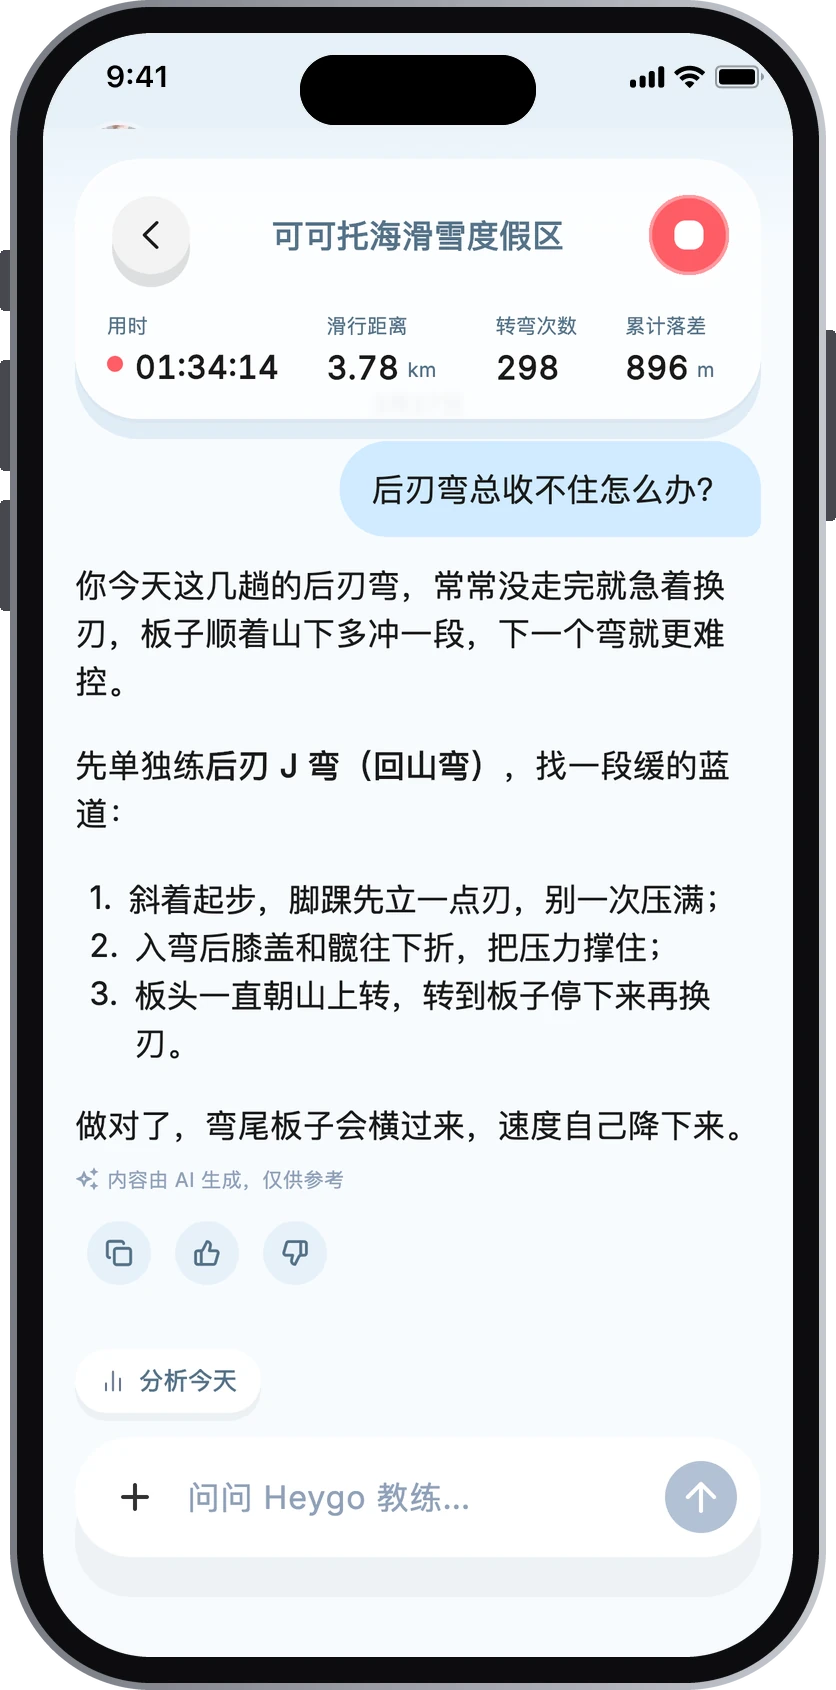 9:41
可可托海滑雪度假区
用时 滑行距离 转弯次数 累计落差
01:34:14 3.78 km 298 896 m
后刃弯总收不住怎么办?
你今天这几趟的后刃弯，常常没走完就急着换
刃，板子顺着山下多冲一段，下一个弯就更难
控。
先单独练后刃 J 弯（回山弯），找一段缓的蓝
道：
1. 斜着起步，脚踝先立一点刃，别一次压满；
2. 入弯后膝盖和髋往下折，把压力撑住；
3. 板头一直朝山上转，转到板子停下来再换
刃。
做对了，弯尾板子会横过来，速度自己降下来。
内容由 AI 生成，仅供参考
分析今天
问问 Heygo 教练...